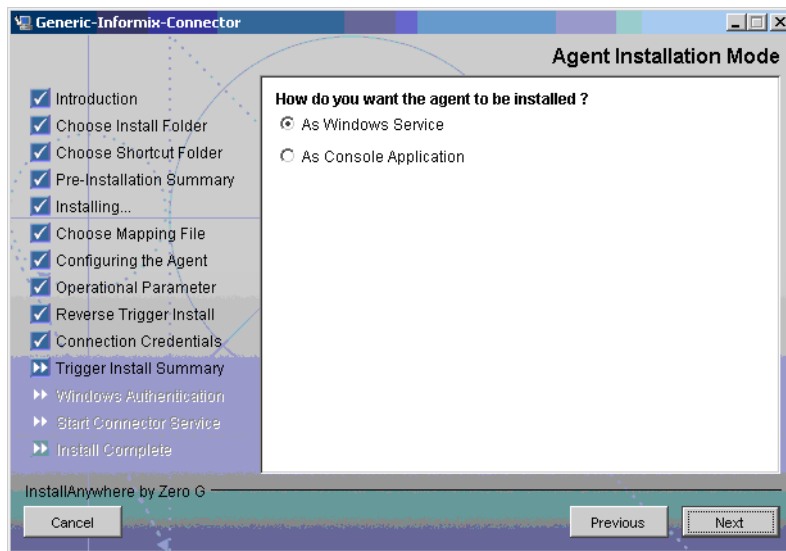 Generic-Informix-Connector
Agent Installation Mode
Introduction
Choose Install Folder
Choose Shortcut Folder
Pre-Installation Summary
Installing...
Choose Mapping File
Configuring the Agent
Operational Parameter
Reverse Trigger Install
Connection Credentials
Trigger Install Summary
Windows Authentication
Start Connector Service
Install Complete
How do you want the agent to be installed ?
As Windows Service
As Console Application
InstallAnywhere by Zero G
Cancel
Previous
Next